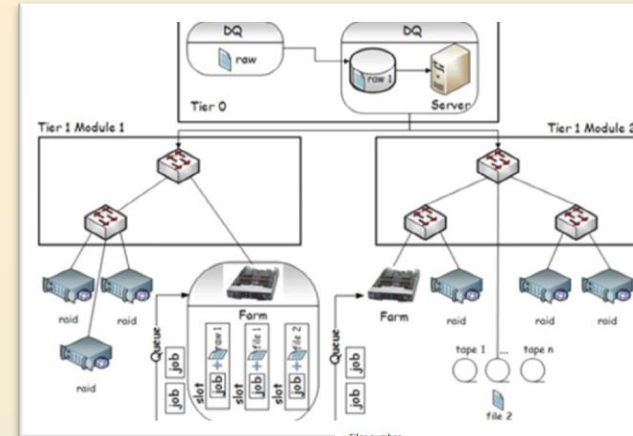 DQ
DQ
raw
row 1
Tier 0
Server
Tier 1 Module 1
Tier 1 Module 2
raid
raid
raid
Farm
Queue
job
job
slot
job
+
raw 1
slot
job
+
file 1
slot
job
+
file 2
Queue
job
job
Farm
raid
raid
raid
tape 1
...
tape n
file 2